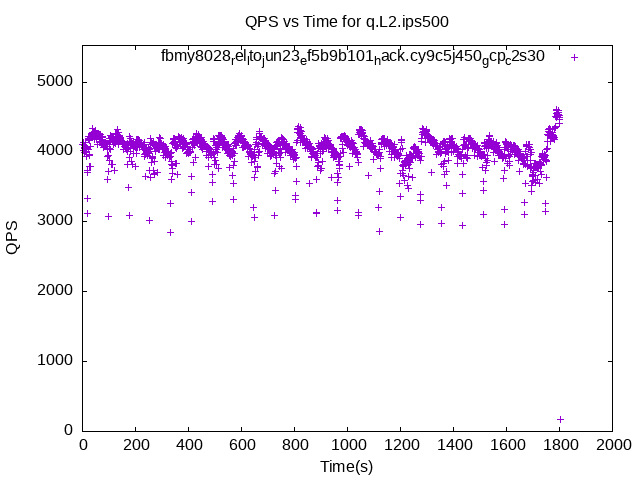 QPS vs Time for q.L2.ips500
fbmy8028relltojun23ef5b9b101hack.cy9c5j450gcpc2s30
5000
4000
3000
2000
1000
0
QPS
0 200 400 600 800 1000 1200 1400 1600 1800 2000
Time(s)